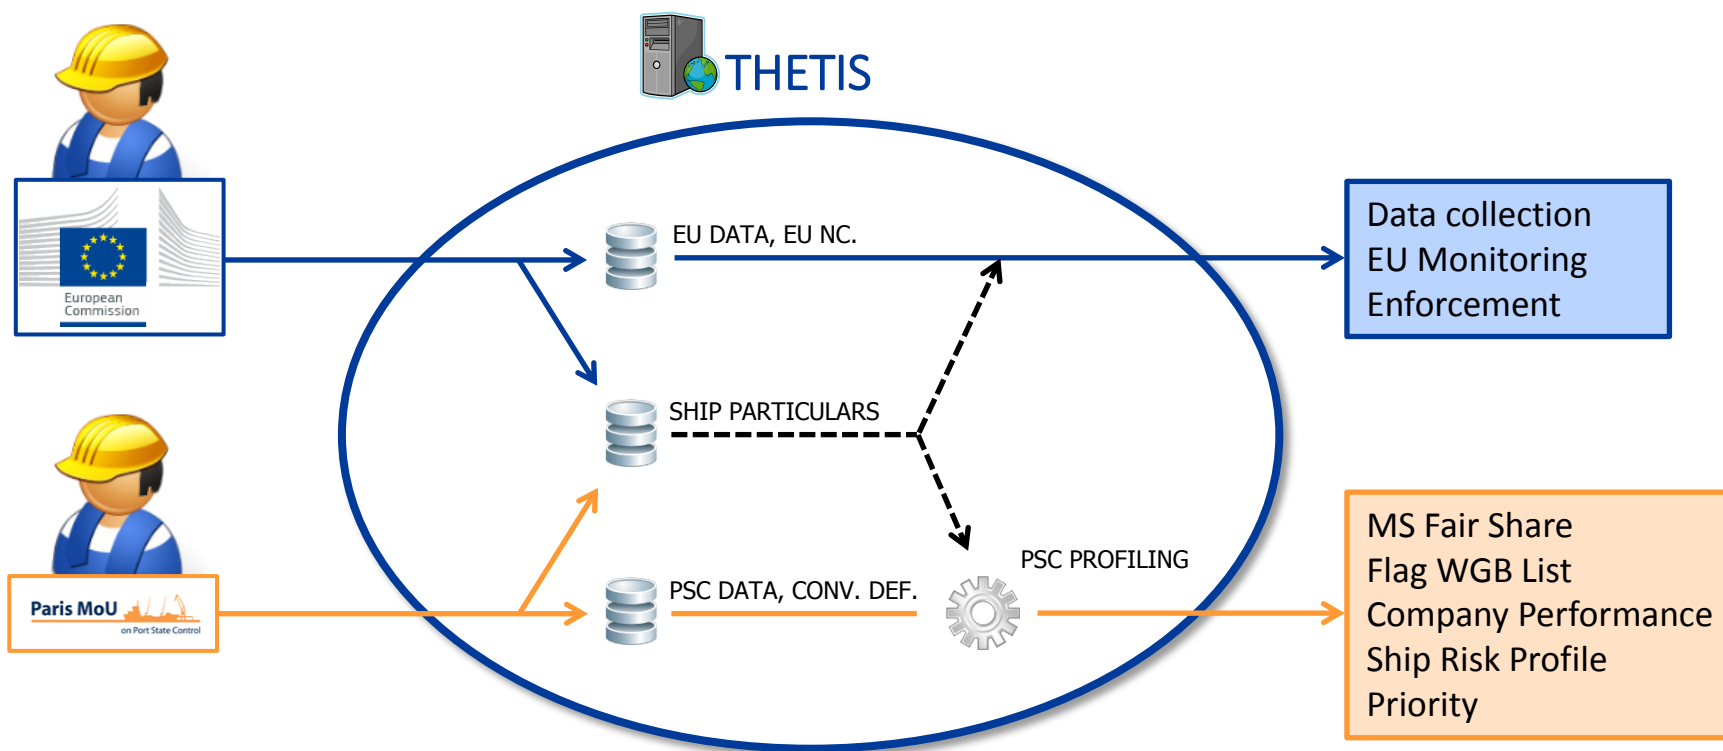 THETIS
European
Commission
EU DATA, EU NC.
Data collection
EU Monitoring
Enforcement
SHIP PARTICULARS
Paris MoU
on Port State Control
PSC DATA, CONV. DEF.
PSC PROFILING
MS Fair Share
Flag WGB List
Company Performance
Ship Risk Profile
Priority